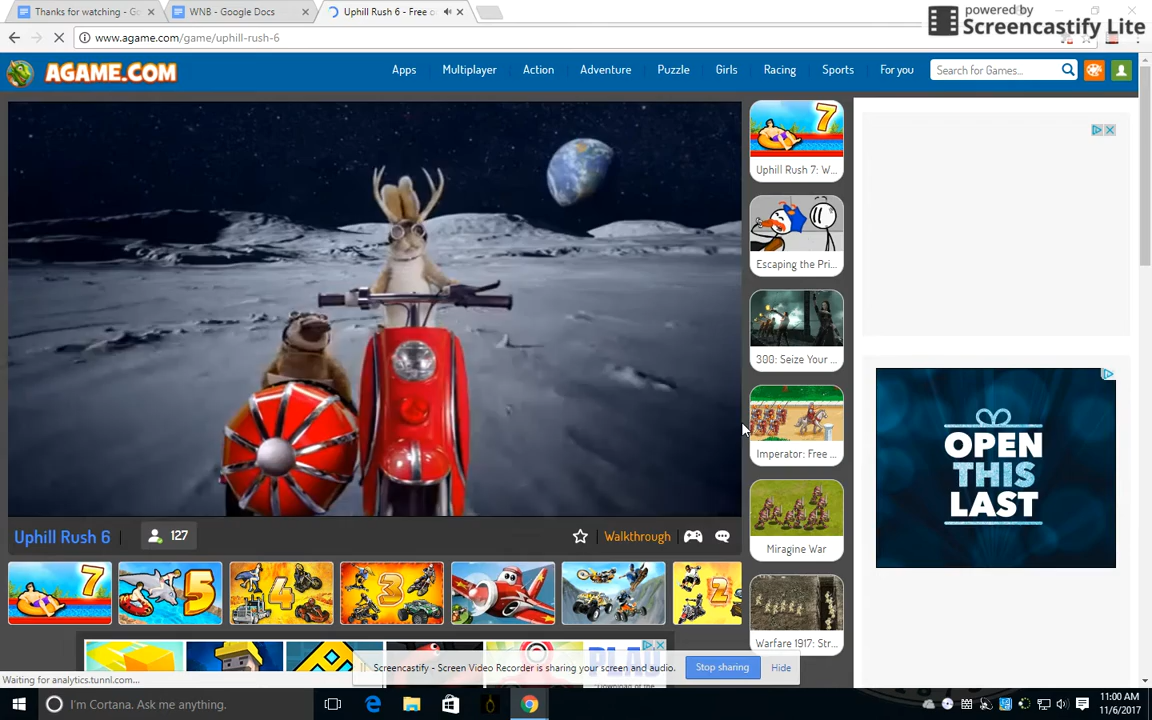 Thanks for watching - Go
WNB - Google Docs
Uphill Rush 6 - Free o
powered by
Screencastify Lite
www.agame.com/game/uphill-rush-6
AGAME.COM
Apps
Multiplayer
Action
Adventure
Puzzle
Girls
Racing
Sports
For you
Search for Games...
7
Uphill Rush 7: W...
Escaping the Pri...
300: Seize Your ...
Imperator: Free ...
Miragine War
Warfare 1917: Str...
OPEN
THIS
LAST
Uphill Rush 6
127
Walkthrough
7
5
4
3
2
PLAY
Screencastify - Screen Video Recorder is sharing your screen and audio.
Stop sharing
Hide
Waiting for analytics.tunnl.com...
I'm Cortana. Ask me anything.
11:00 AM
11/6/2017